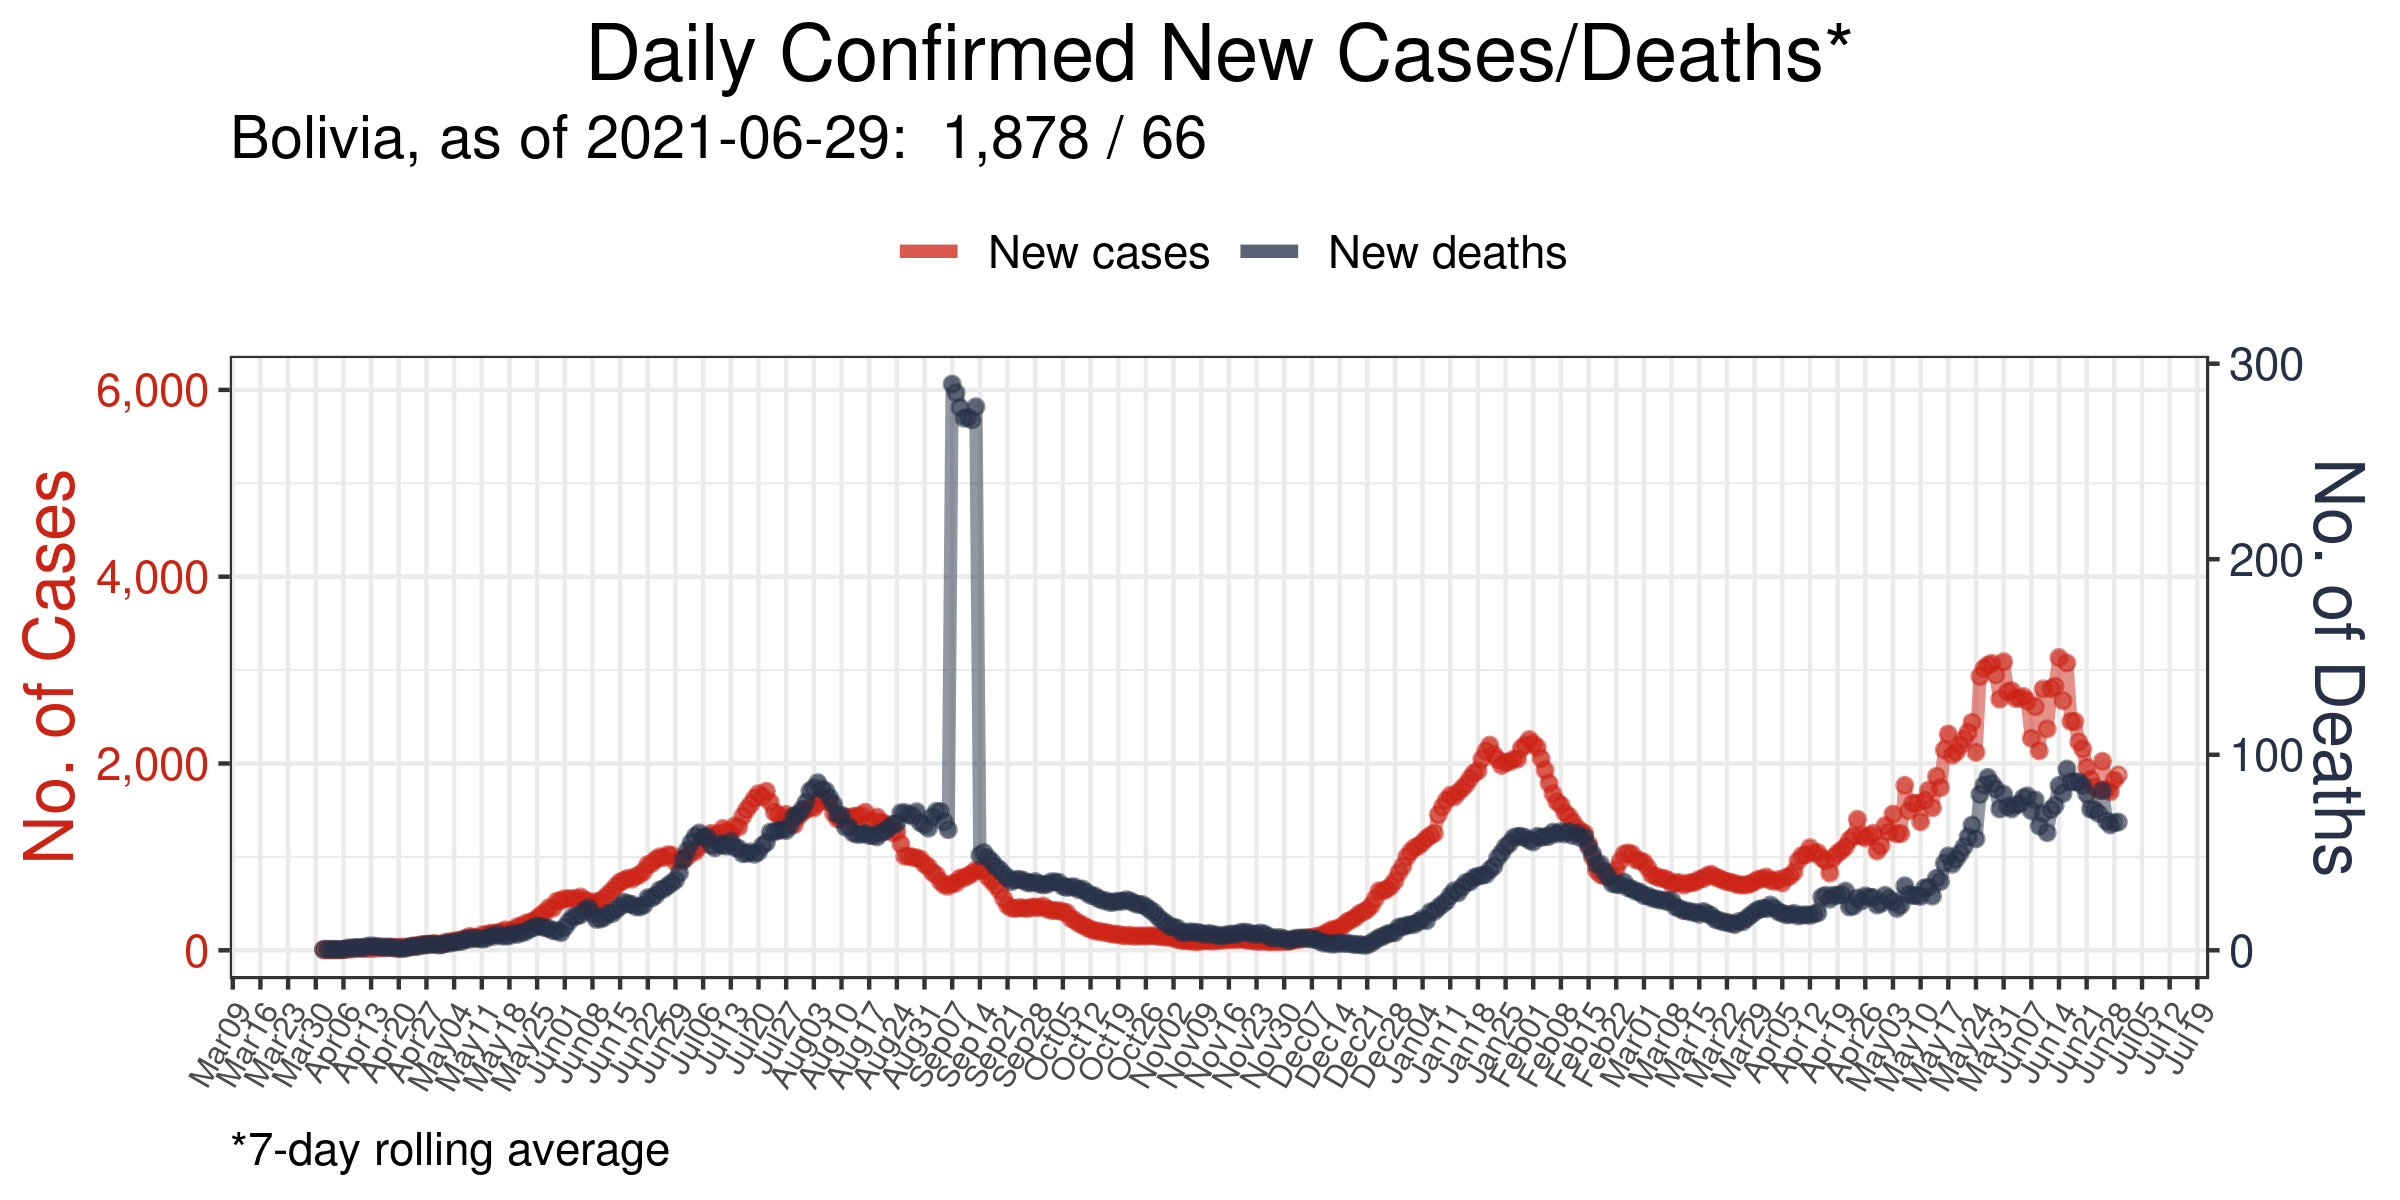 Daily Confirmed New Cases/Deaths*
Bolivia, as of 2021-06-29: 1,878 / 66
New cases
New deaths
No. of Cases
6,000
4,000
2,000
0
300
200
100
0
No. of Deaths
Mar09
Mar16
Mar23
Mar30
Apr06
Apr13
Apr20
Apr27
May04
May11
May18
May25
Jun01
Jun08
Jun15
Jun22
Jun29
Jul06
Jul13
Jul20
Jul27
Aug03
Aug10
Aug17
Aug24
Aug31
Sep07
Sep14
Sep21
Sep28
Oct05
Oct12
Oct19
Oct26
Nov02
Nov09
Nov16
Nov23
Nov30
Dec07
Dec14
Dec21
Dec28
Jan04
Jan11
Jan18
Jan25
Feb01
Feb08
Feb15
Feb22
Mar01
Mar08
Mar15
Mar22
Mar29
Apr05
Apr12
Apr19
Apr26
May03
May10
May17
May24
May31
Jun07
Jun14
Jun21
Jun28
Jul05
Jul12
Jul19
*7-day rolling average